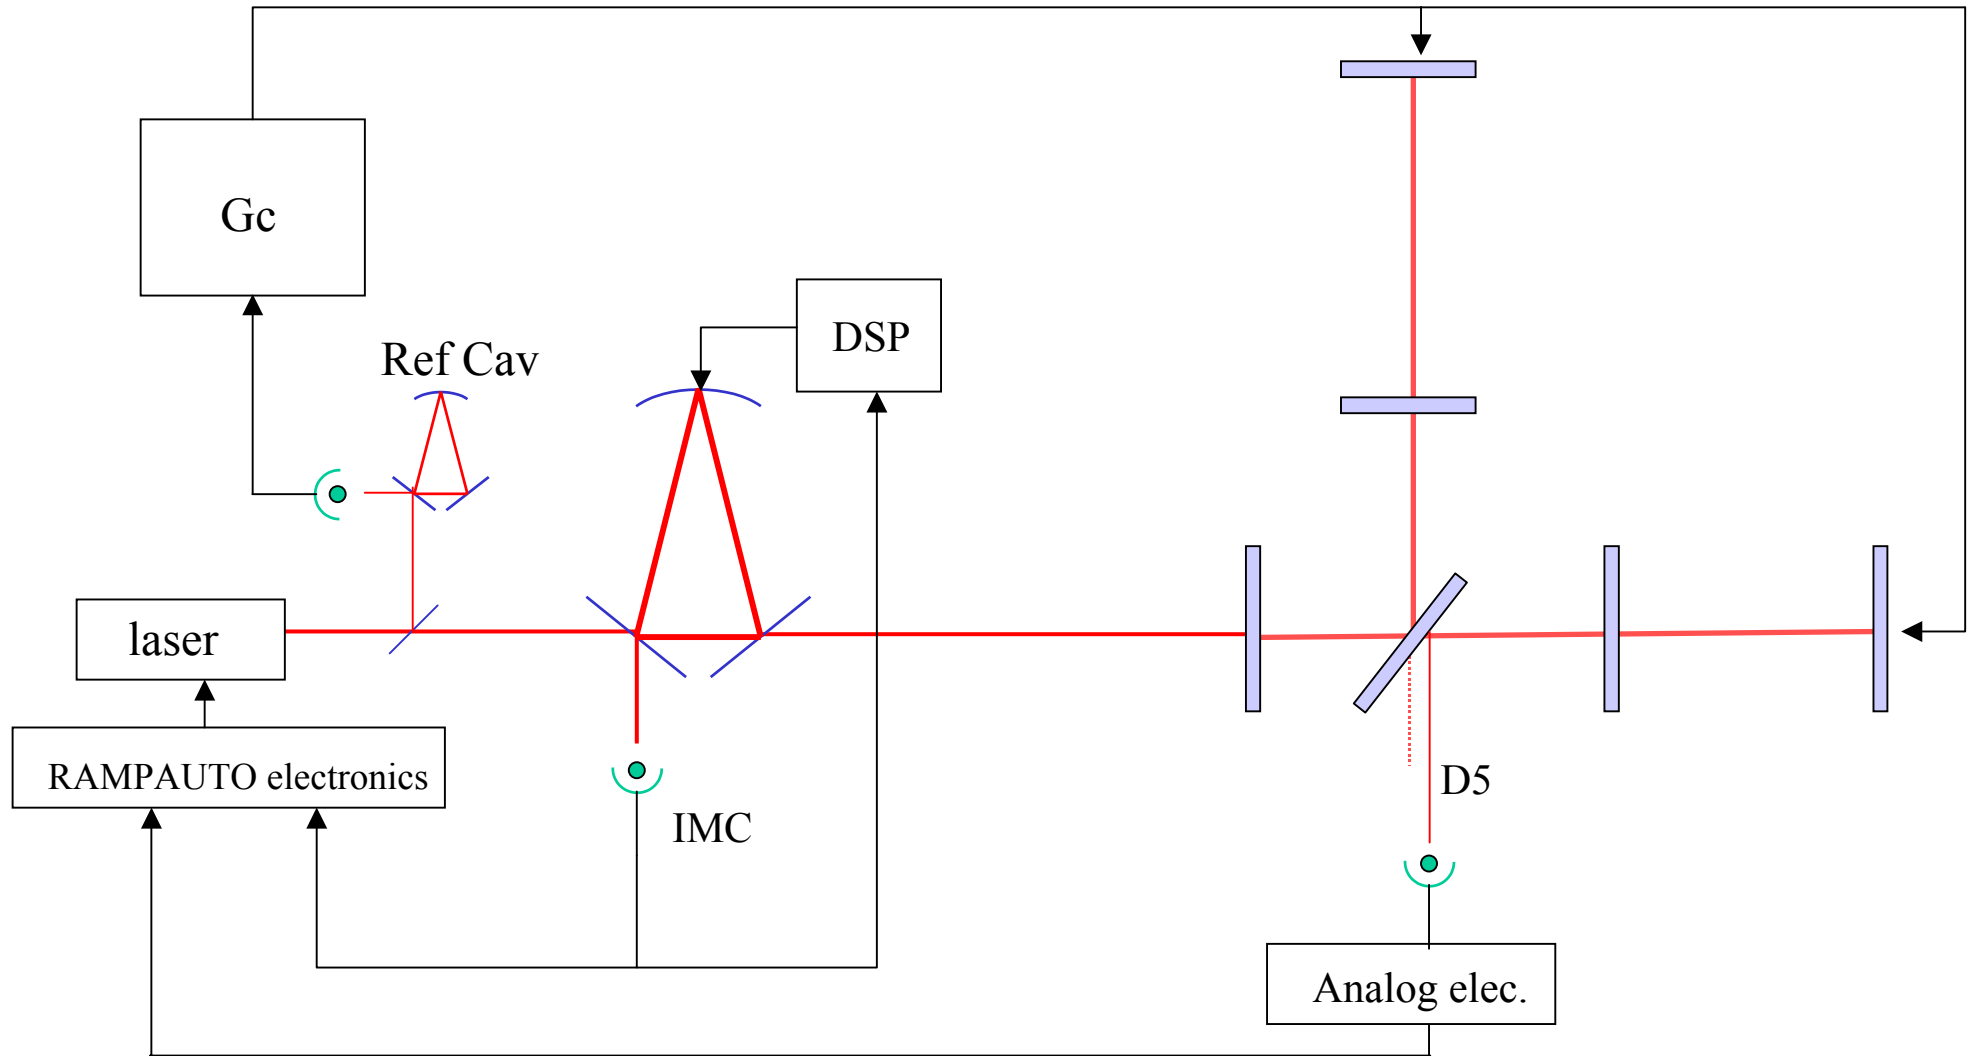 Gc
DSP
Ref Cav
laser
RAMPAUTO electronics
IMC
D5
Analog elec.